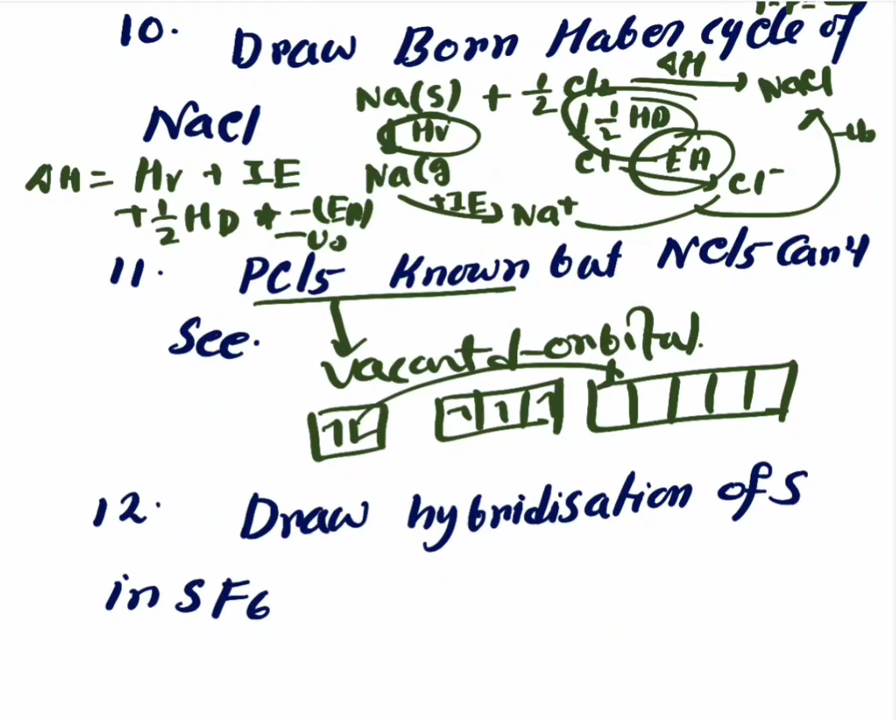 10. Draw Born Haber cycle of
Na(s) + 1/2 Cl2 ΔH → NaCl
NaCl
Hv
1/2 HD
Cl EA Cl-
-U0
ΔH = Hv + IE
Na(g
+IE Na+
+ 1/2 HD + -(EA)
-U0
11. PCl5 Known but NCl5 Can4
See.
Vacant d-orbital.
12. Draw hybridisation of S
in SF6